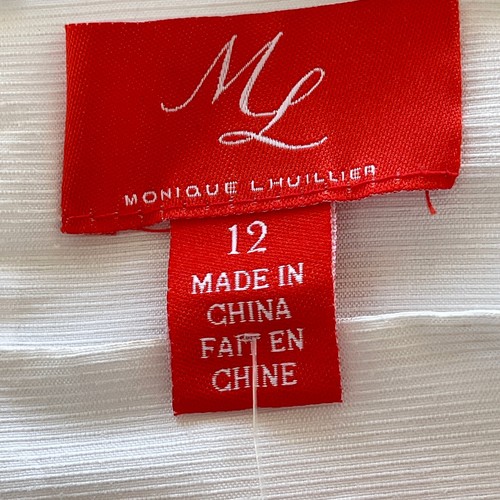 ML
MONIQUE LHUILLIER
12
MADE IN
CHINA
FAIT EN
CHINE